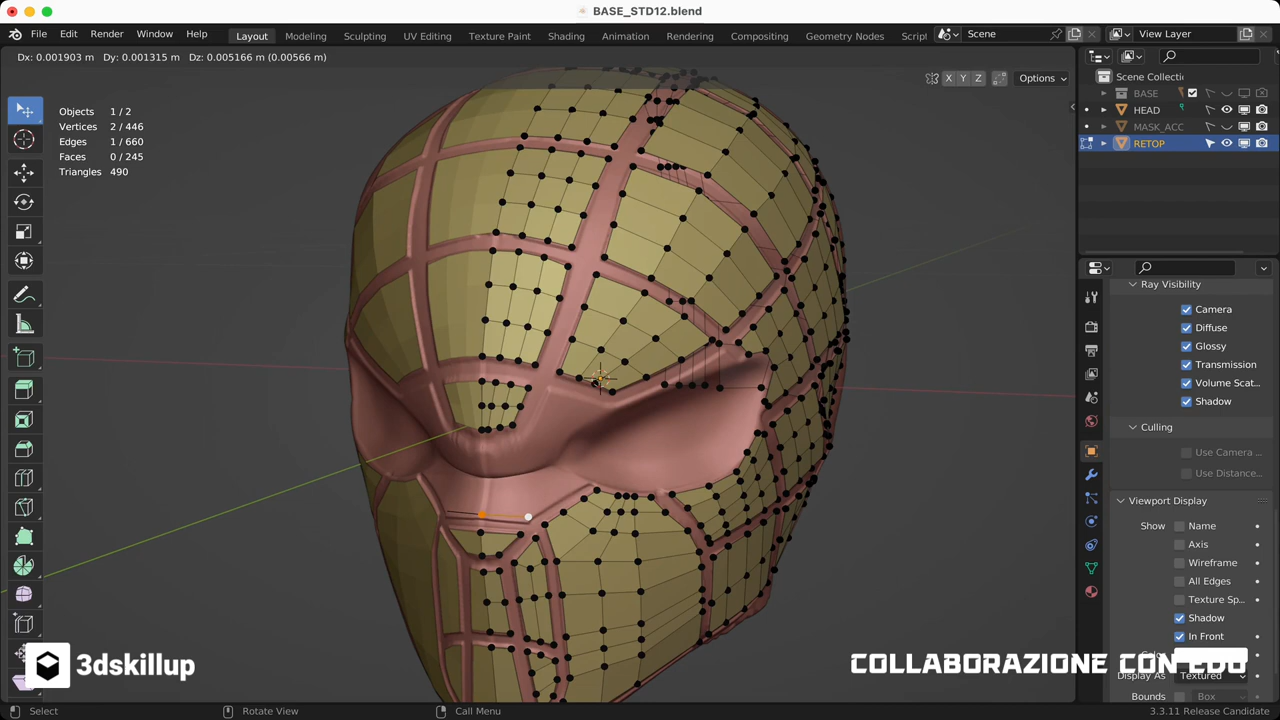 BASE_STD12.blend
File Edit Render Window Help Layout Modeling Sculpting UV Editing Texture Paint Shading Animation Rendering Compositing Geometry Nodes Script Scene View Layer
Dx: 0.001903 m Dy: 0.001315 m Dz: 0.005166 m (0.00566 m)
X Y Z Options
Scene Collecti
BASE
HEAD
MASK_ACC
RETOP
Objects 1 / 2
Vertices 2 / 446
Edges 1 / 660
Faces 0 / 245
Triangles 490
Ray Visibility
Camera
Diffuse
Glossy
Transmission
Volume Scat...
Shadow
Culling
Use Camera ...
Use Distance...
Viewport Display
Show Name
Axis
Wireframe
All Edges
Texture Sp...
Shadow
In Front
Display As Textured
Bounds Box
3dskillup
COLLABORAZIONE CON EDU
Select Rotate View Call Menu 3.3.11 Release Candidate